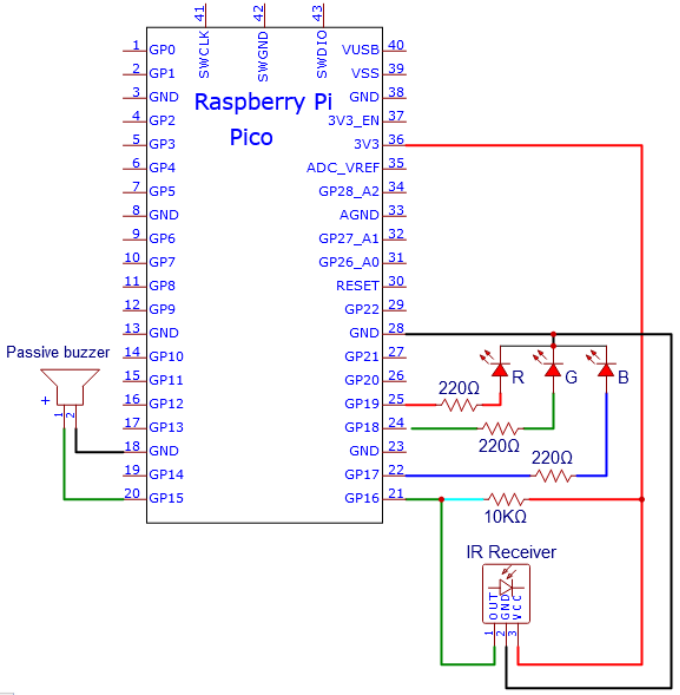 41
42
43
SWCLK
SWGND
SWDIO
1 GP0
2 GP1
3 GND
4 GP2
5 GP3
6 GP4
7 GP5
8 GND
9 GP6
10 GP7
11 GP8
12 GP9
13 GND
14 GP10
15 GP11
16 GP12
17 GP13
18 GND
19 GP14
20 GP15
Raspberry Pi
Pico
VUSB 40
VSS 39
GND 38
3V3_EN 37
3V3 36
ADC_VREF 35
GP28_A2 34
AGND 33
GP27_A1 32
GP26_A0 31
RESET 30
GP22 29
GND 28
GP21 27
GP20 26
GP19 25
GP18 24
GND 23
GP17 22
GP16 21
Passive buzzer
+
1
2
R
G
B
220Ω
220Ω
220Ω
10KΩ
IR Receiver
OUT
GND
VCC
1
2
3